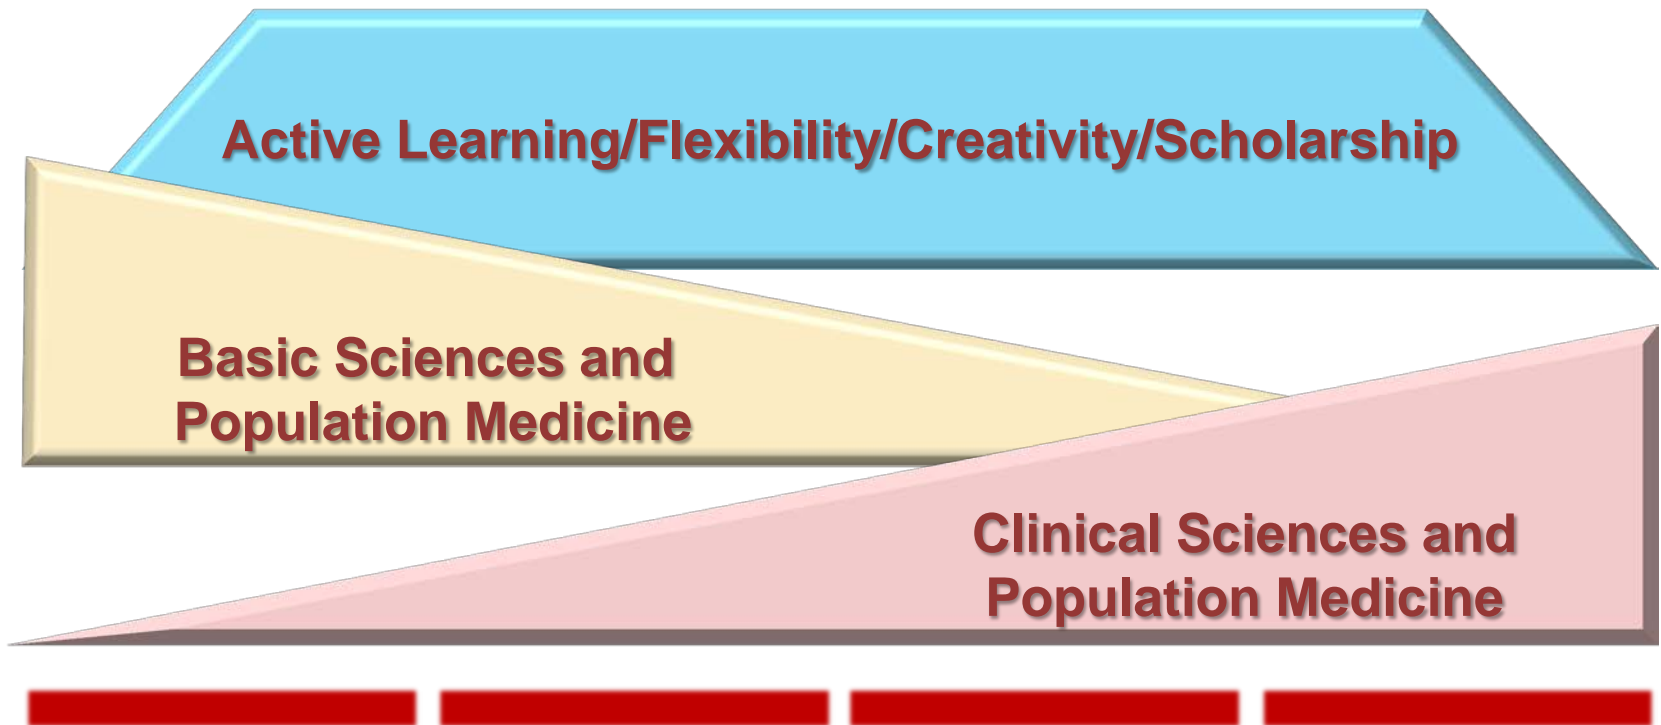 Active Learning/Flexibility/Creativity/Scholarship
Basic Sciences and
Population Medicine
Clinical Sciences and
Population Medicine